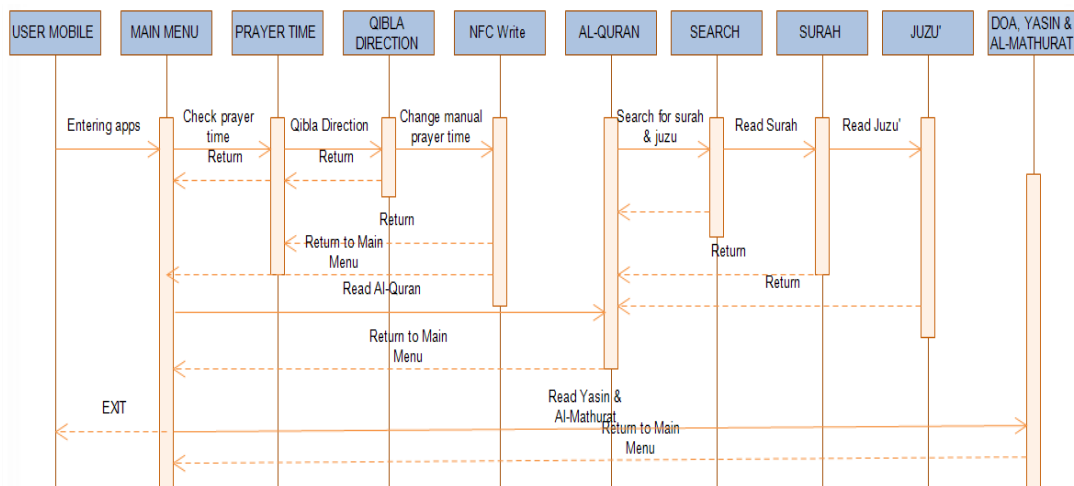 USER MOBILE
MAIN MENU
PRAYER TIME
QIBLA
DIRECTION
NFC Write
AL-QURAN
SEARCH
SURAH
JUZU'
DOA, YASIN &
AL-MATHURAT
Entering apps
Check prayer
time
Return
Qibla Direction
Return
Change manual
prayer time
Search for surah
& juzu
Read Surah
Read Juzu'
Return
Return to Main
Menu
Return
Return
Read Al-Quran
Return to Main
Menu
EXIT
Read Yasin &
Al-Mathurat
Return to Main
Menu